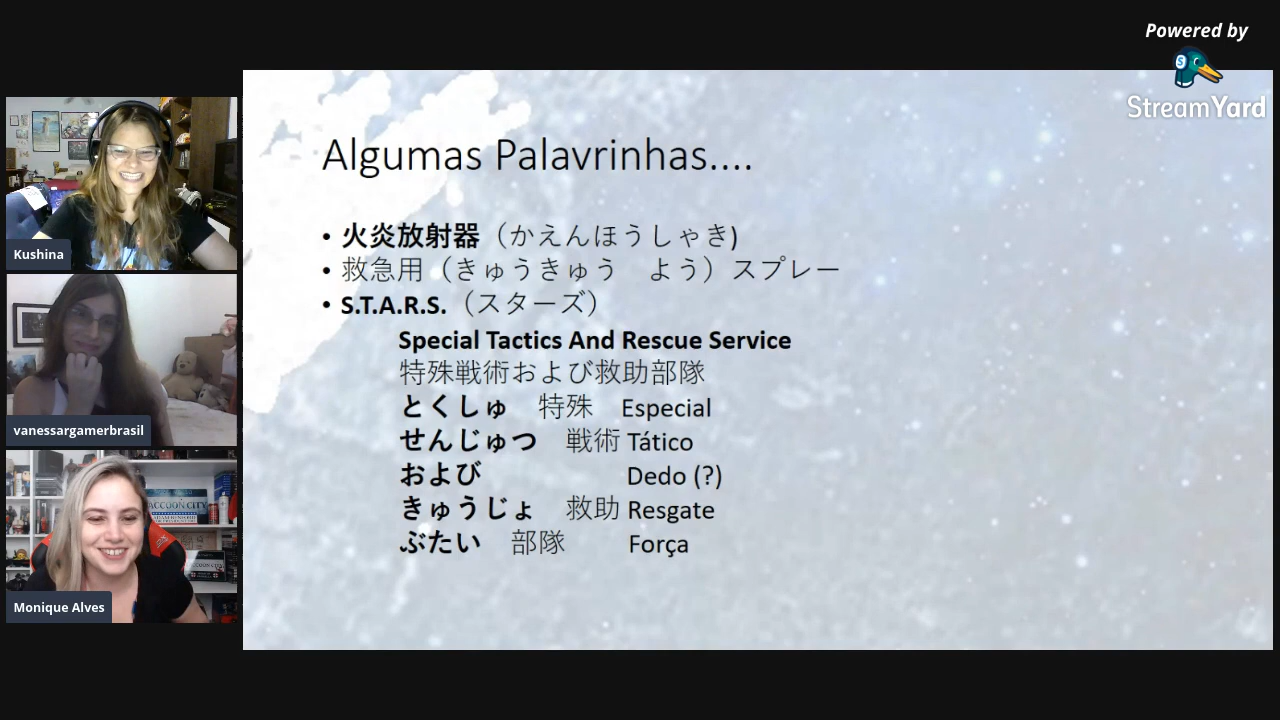 Powered by
StreamYard
Algumas Palavrinhas....
• 火炎放射器（かえんほうしゃき)
• 救急用（きゅうきゅう　よう）スプレー
• S.T.A.R.S.（スターズ）
Special Tactics And Rescue Service
特殊戦術および救助部隊
とくしゅ　特殊　Especial
せんじゅつ　戦術 Tático
および　Dedo (?)
きゅうじょ　救助 Resgate
ぶたい　部隊　Força
Kushina
vanessargamerbrasil
RACCOON CITY
Monique Alves